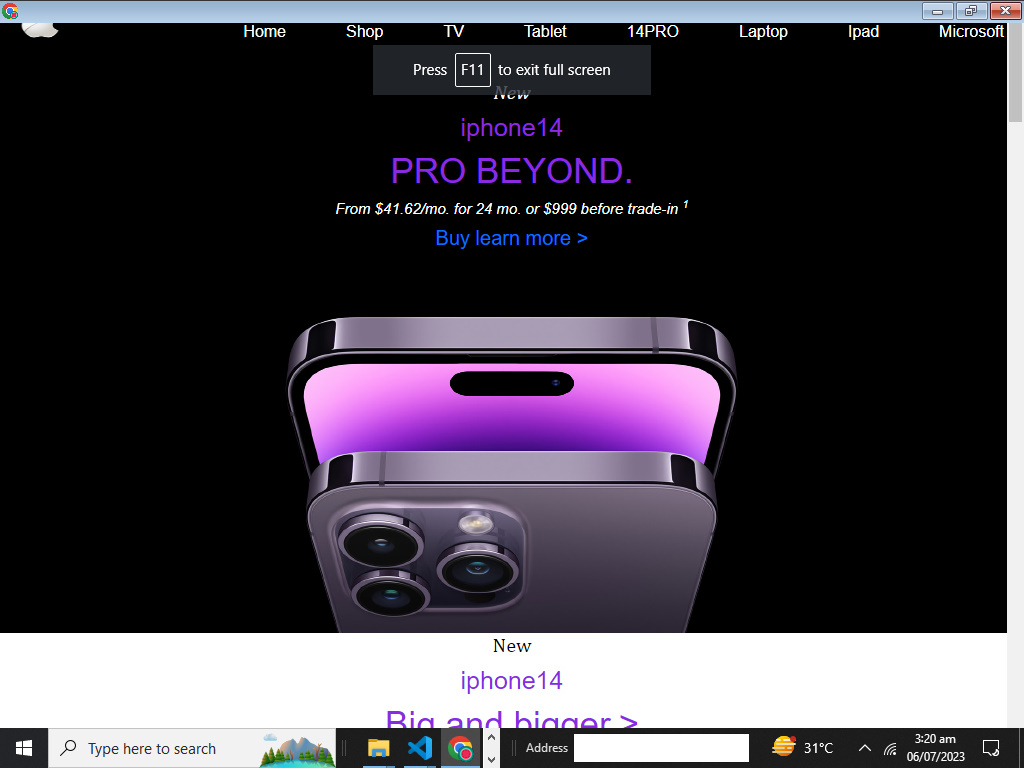 Home Shop TV Tablet 14PRO Laptop Ipad Microsoft
Press F11 to exit full screen
New
iphone14
PRO BEYOND.
From $41.62/mo. for 24 mo. or $999 before trade-in 1
Buy learn more >
New
iphone14
Big and bigger >
Type here to search
Address
31°C
3:20 am
06/07/2023